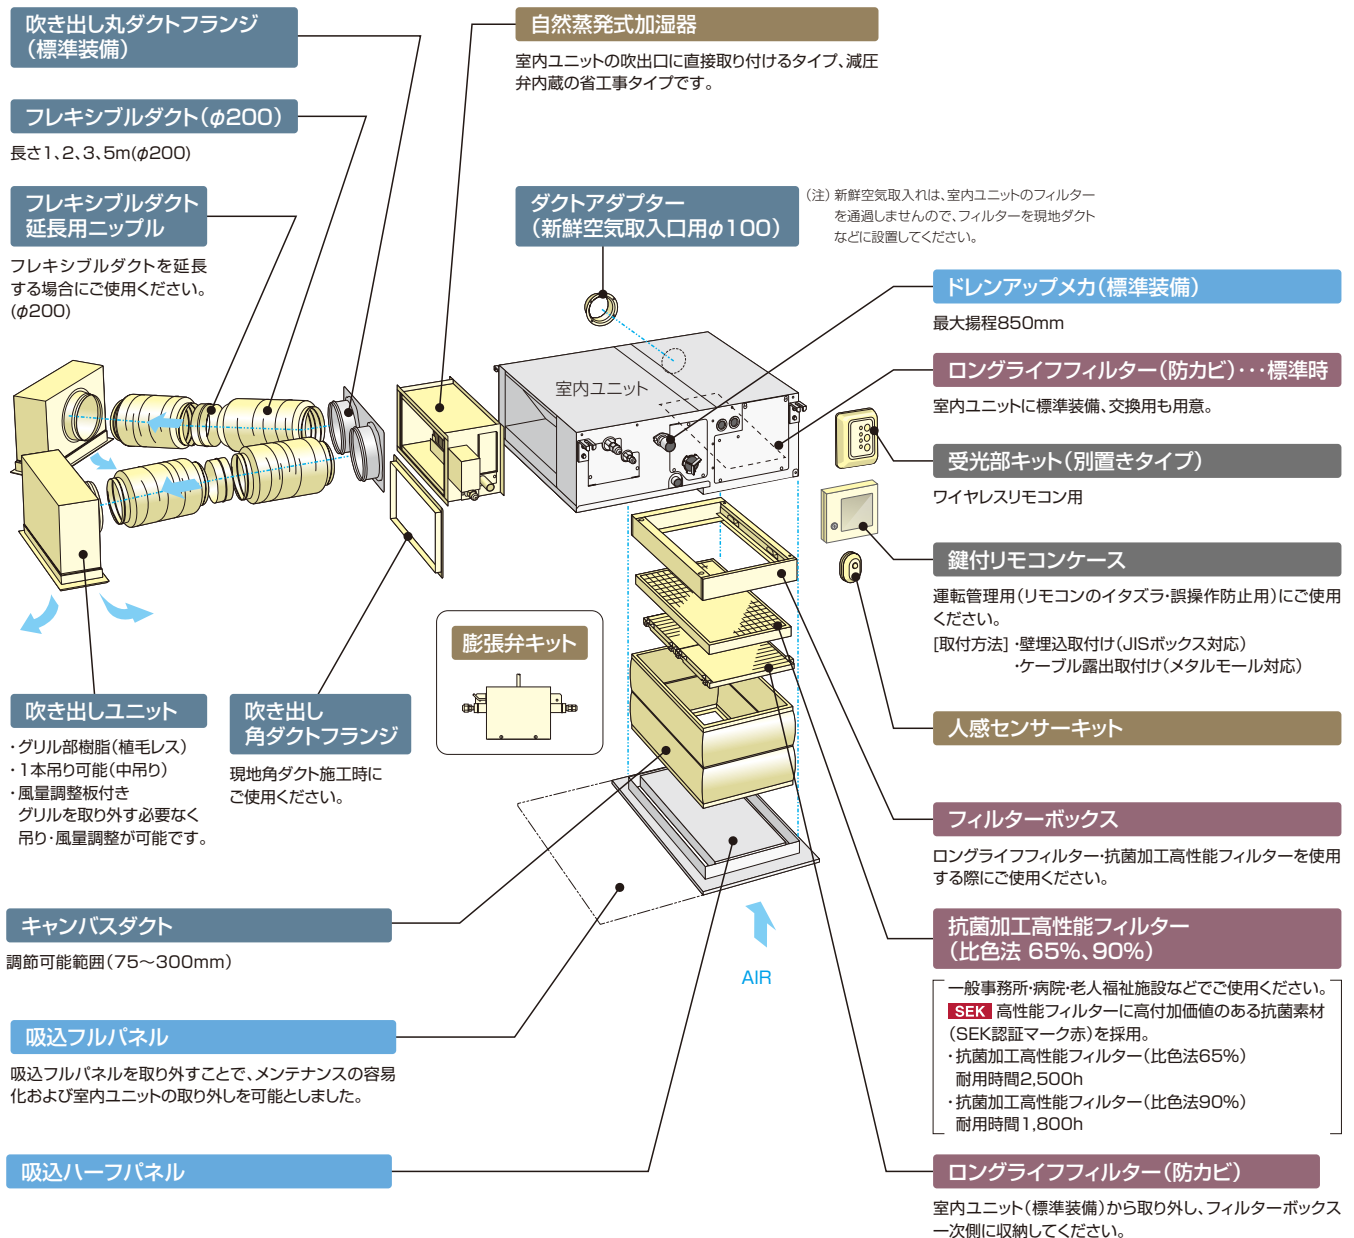 吹き出し丸ダクトフランジ
(標準装備)
自然蒸発式加湿器
室内ユニットの吹出口に直接取り付けるタイプ、減圧
弁内蔵の省工事タイプです。
フレキシブルダクト(φ200)
長さ1、2、3、5m(φ200)
フレキシブルダクト
延長用ニップル
フレキシブルダクトを延長
する場合にご使用ください。
(φ200)
ダクトアダプター
(新鮮空気取入口用φ100)
(注) 新鮮空気取入れは、室内ユニットのフィルター
を通過しませんので、フィルターを現地ダクト
などに設置してください。
ドレンアップメカ(標準装備)
最大揚程850mm
ロングライフフィルター(防カビ)・・・標準時
室内ユニットに標準装備、交換用も用意。
室内ユニット
受光部キット(別置きタイプ)
ワイヤレスリモコン用
鍵付リモコンケース
運転管理用(リモコンのイタズラ・誤操作防止用)にご使用
ください。
[取付方法] ・壁埋込取付け(JISボックス対応)
・ケーブル露出取付け(メタルモール対応)
膨張弁キット
吹き出しユニット
・グリル部樹脂(植毛レス)
・1本吊り可能(中吊り)
・風量調整板付き
グリルを取り外す必要なく
吊り・風量調整が可能です。
吹き出し
角ダクトフランジ
現地角ダクト施工時に
ご使用ください。
人感センサーキット
フィルターボックス
ロングライフフィルター・抗菌加工高性能フィルターを使用
する際にご使用ください。
キャンバスダクト
調節可能範囲(75〜300mm)
抗菌加工高性能フィルター
(比色法 65%、90%)
一般事務所・病院・老人福祉施設などでご使用ください。
SEK 高性能フィルターに高付加価値のある抗菌素材
(SEK認証マーク赤)を採用。
・抗菌加工高性能フィルター(比色法65%)
耐用時間2,500h
・抗菌加工高性能フィルター(比色法90%)
耐用時間1,800h
AIR
吸込フルパネル
吸込フルパネルを取り外すことで、メンテナンスの容易
化および室内ユニットの取り外しを可能としました。
吸込ハーフパネル
ロングライフフィルター(防カビ)
室内ユニット(標準装備)から取り外し、フィルターボックス
一次側に収納してください。